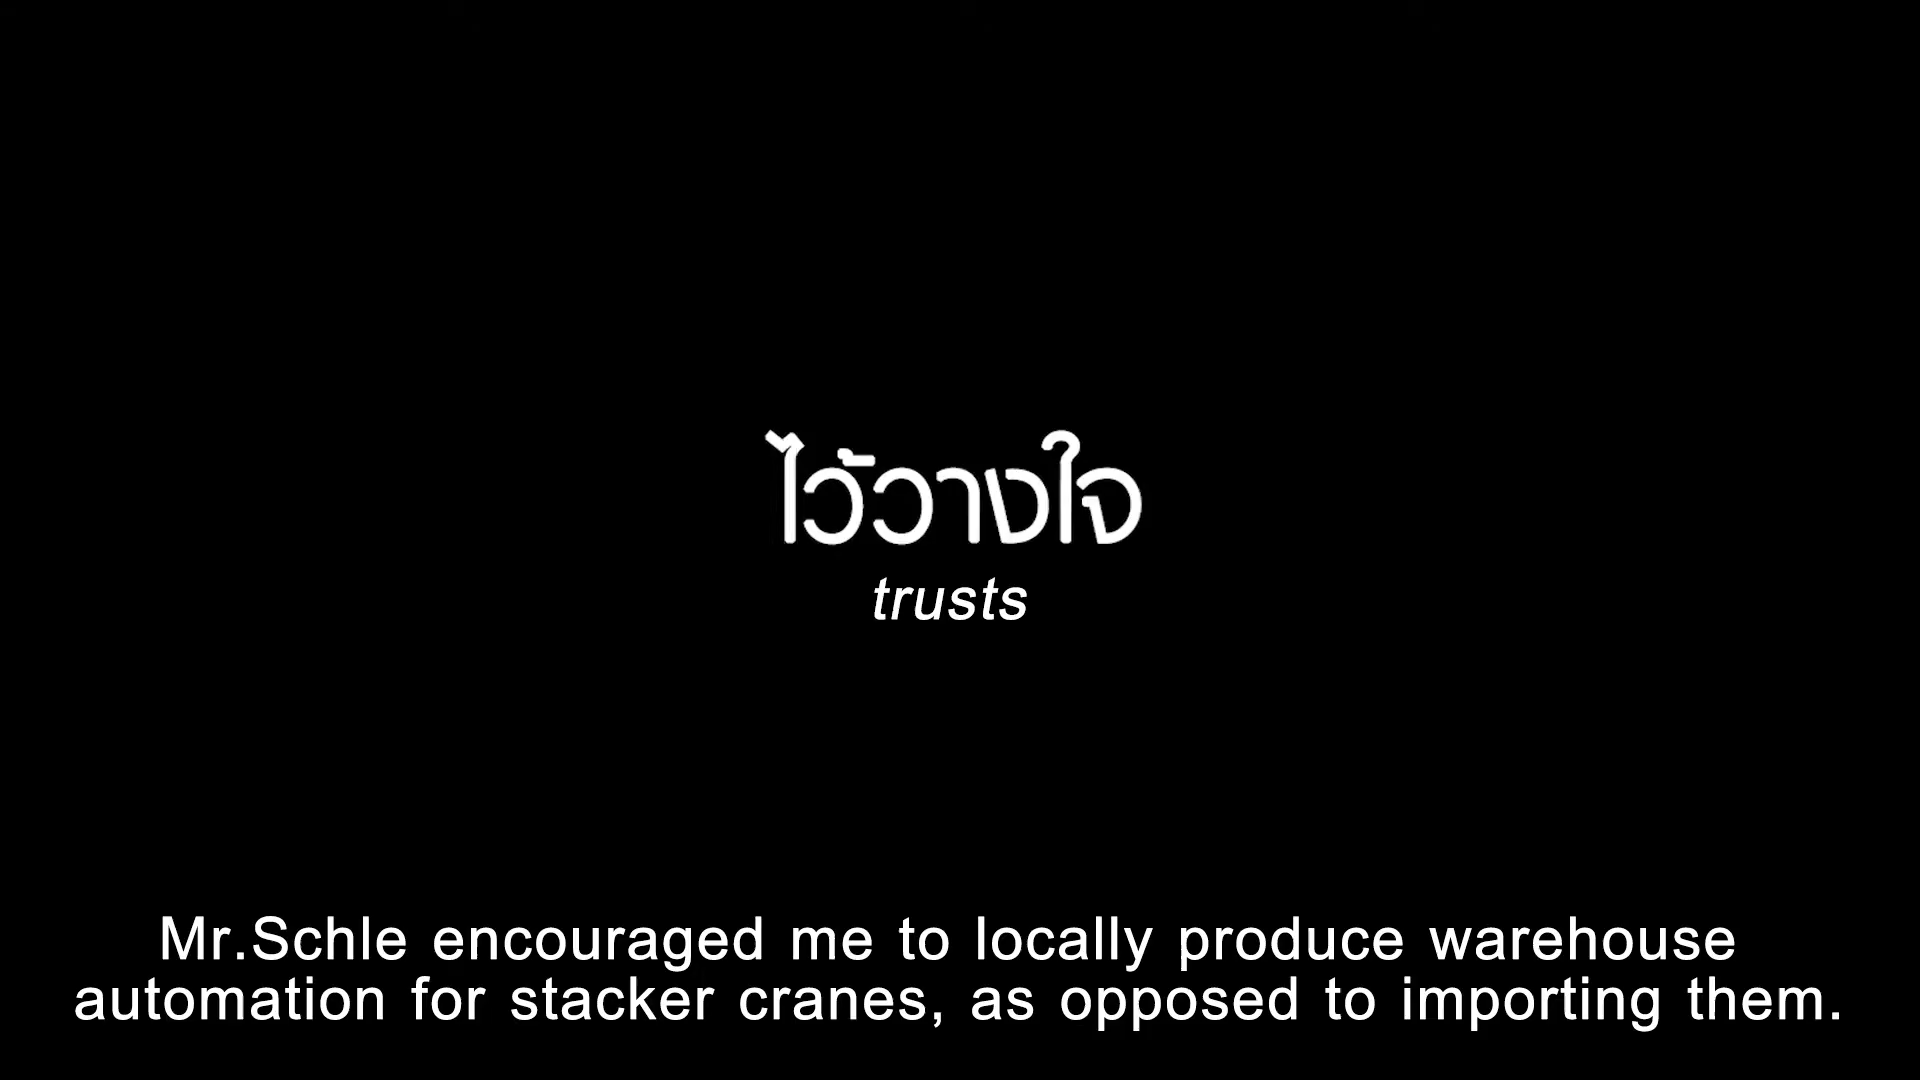 ไว้วางใจ
trusts
Mr.Schle encouraged me to locally produce warehouse
automation for stacker cranes, as opposed to importing them.